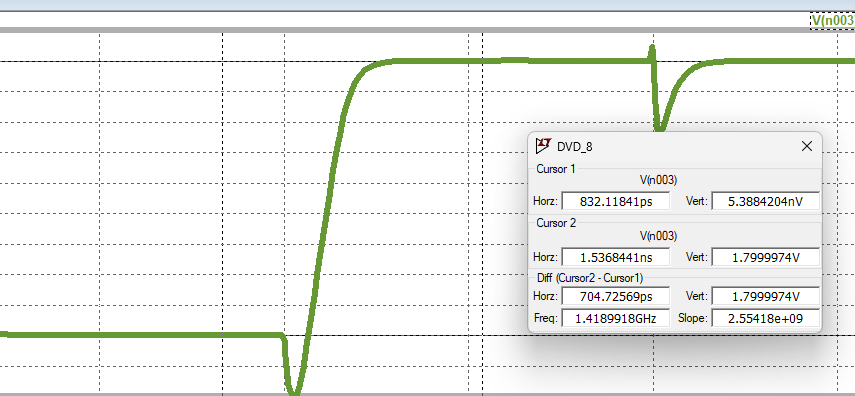 V(n003
DVD_8
Cursor 1
V(n003)
Horz: 832.11841ps Vert: 5.3884204nV
Cursor 2
V(n003)
Horz: 1.5368441ns Vert: 1.7999974V
Diff (Cursor2 - Cursor1)
Horz: 704.72569ps Vert: 1.7999974V
Freq: 1.4189918GHz Slope: 2.55418e+09